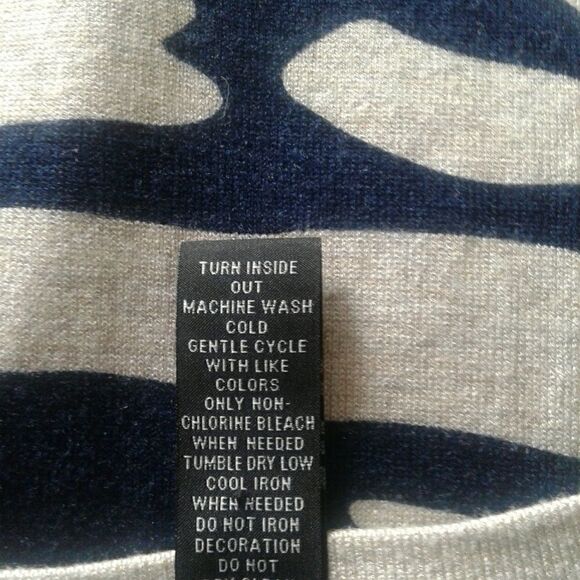 TURN INSIDE
OUT
MACHINE WASH
COLD
GENTLE CYCLE
WITH LIKE
COLORS
ONLY NON-
CHLORINE BLEACH
WHEN NEEDED
TUMBLE DRY LOW
COOL IRON
WHEN NEEDED
DO NOT IRON
DECORATION
DO NOT